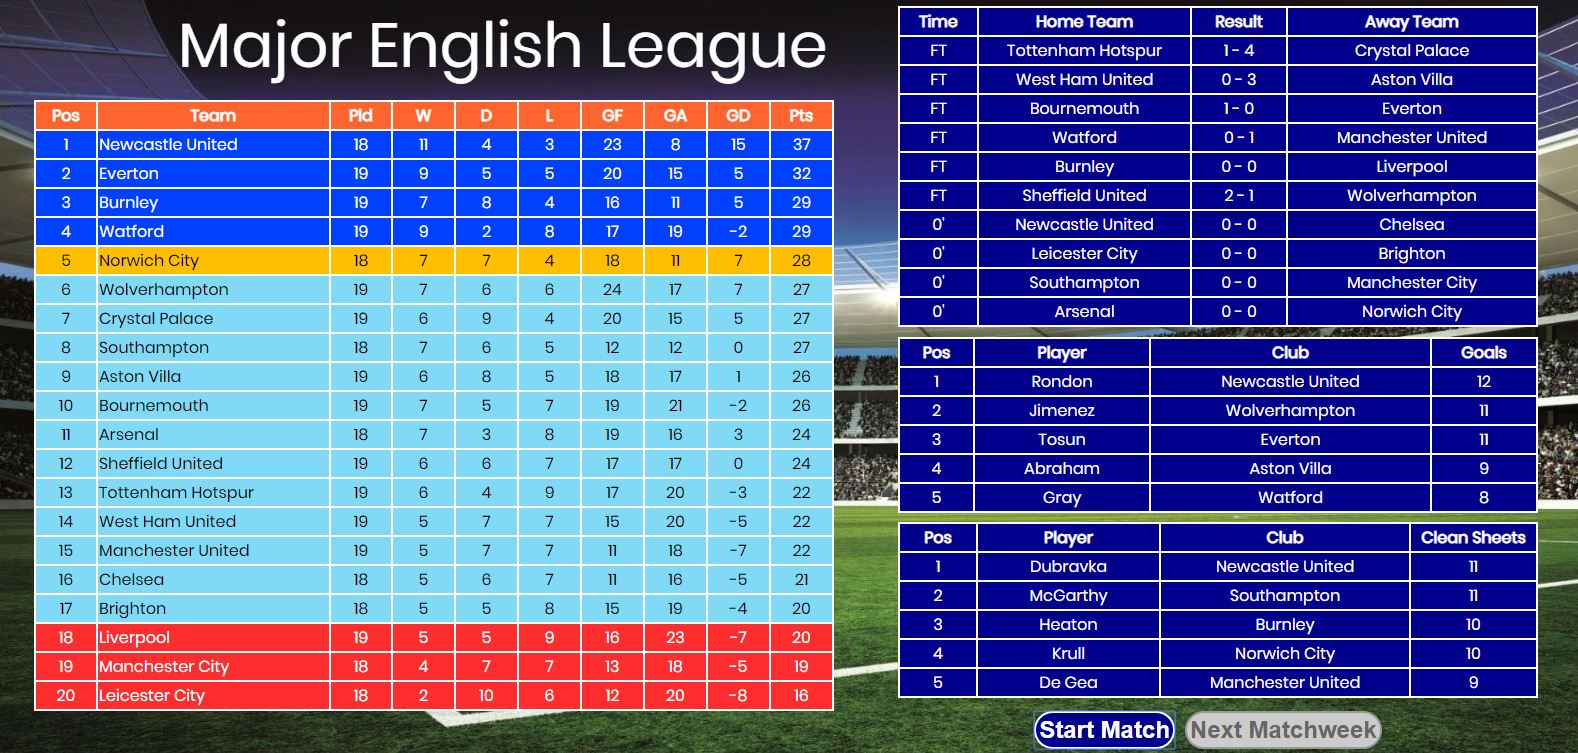 Major English League
Pos Team Pld W D L GF GA GD Pts
1 Newcastle United 18 11 4 3 23 8 15 37
2 Everton 19 9 5 5 20 15 5 32
3 Burnley 19 7 8 4 16 11 5 29
4 Watford 19 9 2 8 17 19 -2 29
5 Norwich City 18 7 7 4 18 11 7 28
6 Wolverhampton 19 7 6 6 24 17 7 27
7 Crystal Palace 19 6 9 4 20 15 5 27
8 Southampton 18 7 6 5 12 12 0 27
9 Aston Villa 19 6 8 5 18 17 1 26
10 Bournemouth 19 7 5 7 19 21 -2 26
11 Arsenal 18 7 3 8 19 16 3 24
12 Sheffield United 19 6 6 7 17 17 0 24
13 Tottenham Hotspur 19 6 4 9 17 20 -3 22
14 West Ham United 19 5 7 7 15 20 -5 22
15 Manchester United 19 5 7 7 11 18 -7 22
16 Chelsea 18 5 6 7 11 16 -5 21
17 Brighton 18 5 5 8 15 19 -4 20
18 Liverpool 19 5 5 9 16 23 -7 20
19 Manchester City 18 4 7 7 13 18 -5 19
20 Leicester City 18 2 10 6 12 20 -8 16
Time Home Team Result Away Team
FT Tottenham Hotspur 1 - 4 Crystal Palace
FT West Ham United 0 - 3 Aston Villa
FT Bournemouth 1 - 0 Everton
FT Watford 0 - 1 Manchester United
FT Burnley 0 - 0 Liverpool
FT Sheffield United 2 - 1 Wolverhampton
0' Newcastle United 0 - 0 Chelsea
0' Leicester City 0 - 0 Brighton
0' Southampton 0 - 0 Manchester City
0' Arsenal 0 - 0 Norwich City
Pos Player Club Goals
1 Rondon Newcastle United 12
2 Jimenez Wolverhampton 11
3 Tosun Everton 11
4 Abraham Aston Villa 9
5 Gray Watford 8
Pos Player Club Clean Sheets
1 Dubravka Newcastle United 11
2 McGarthy Southampton 11
3 Heaton Burnley 10
4 Krull Norwich City 10
5 De Gea Manchester United 9
Start Match Next Matchweek